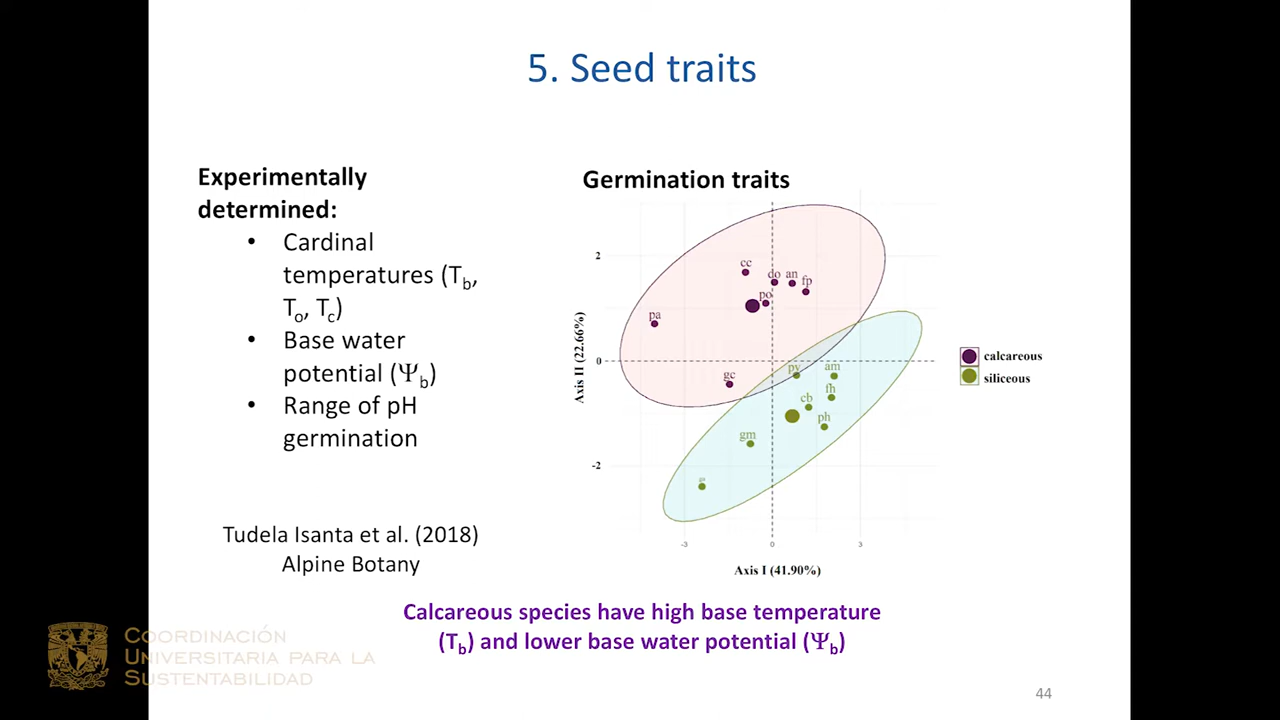 5. Seed traits
Experimentally
determined:
• Cardinal
temperatures (Tb,
To, Tc)
• Base water
potential (Ψb)
• Range of pH
germination
Tudela Isanta et al. (2018)
Alpine Botany
Germination traits
2
0
-2
Axis II (22.66%)
cc
do
an
fp
po
pa
gc
pv
am
fh
cb
ph
gm
-3
0
3
Axis I (41.90%)
calcareous
siliceous
Calcareous species have high base temperature
(Tb) and lower base water potential (Ψb)
COORDINACIÓN
UNIVERSITARIA PARA LA
SUSTENTABILIDAD
44